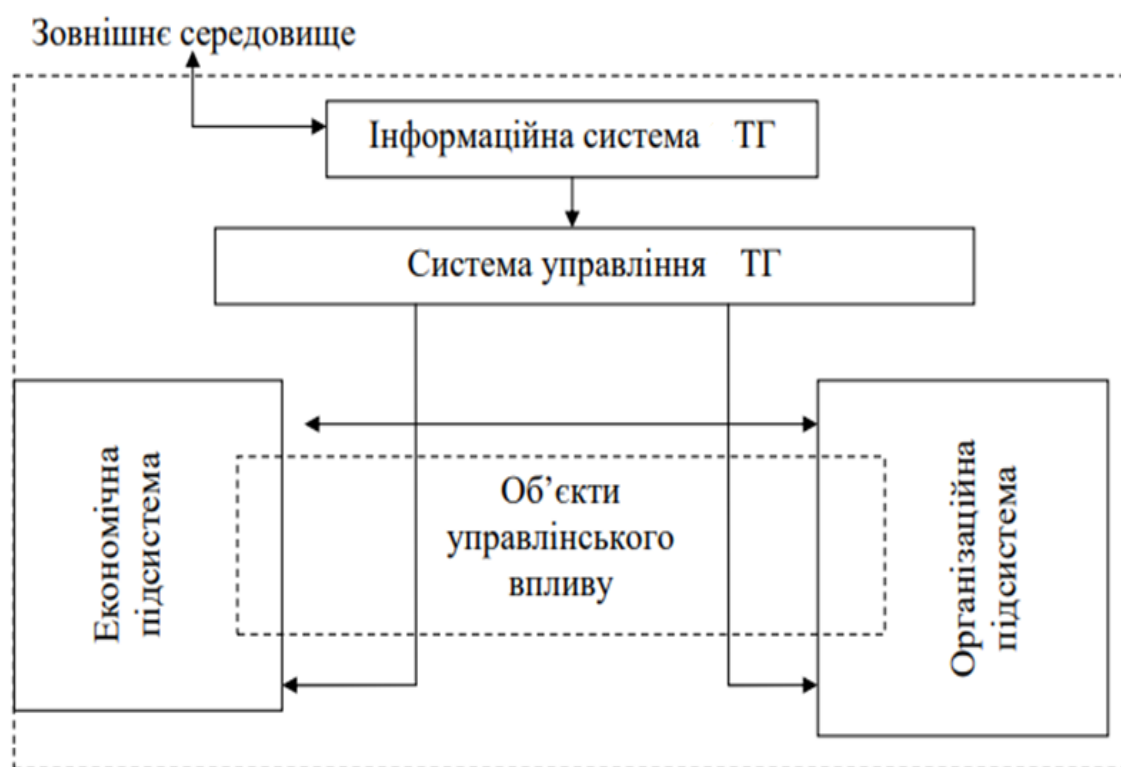 Зовнішнє середовище
Інформаційна система ТГ
Система управління ТГ
Економічна
підсистема
Об’єкти
управлінського
впливу
Організаційна
підсистема